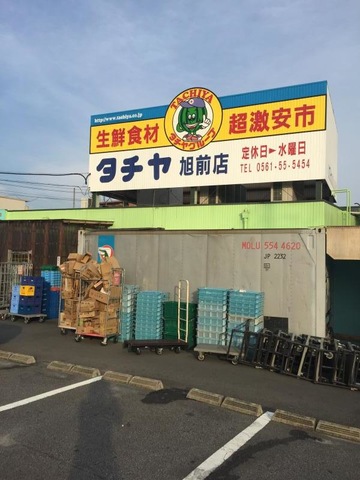 http://www.tachiya.co.jp
生鮮食材
TACHIYA
タチヤグループ
超激安市
タチヤ 旭前店
定休日►水曜日
TEL 0561-55-5454
MOLU 554 4620
JP 2232